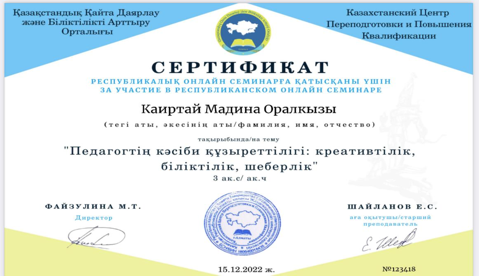 Қазақстандық Қайта Даярлау
және Біліктілікті Арттыру
Орталығы
Казахстанский Центр
Переподготовки и Повышения
Квалификации
СЕРТИФИКАТ
РЕСПУБЛИКАЛЫҚ ОНЛАЙН СЕМИНАРҒА ҚАТЫСҚАНЫ ҮШІН
ЗА УЧАСТИЕ В РЕСПУБЛИКАНСКОМ ОНЛАЙН СЕМИНАРЕ
Каиртай Мадина Оралкызы
(тегі аты, әкесінің аты/фамилия, имя, отчество)
тақырыбында/на тему
"Педагогтің кәсіби құзыреттілігі: креативтілік,
біліктілік, шеберлік"
3 ак.с/ ак.ч
ФАЙЗУЛИНА М.Т.
Директор
ШАЙЛАНОВ Е.С.
аға оқытушы/старший
преподаватель
15.12.2022 ж.
№123418